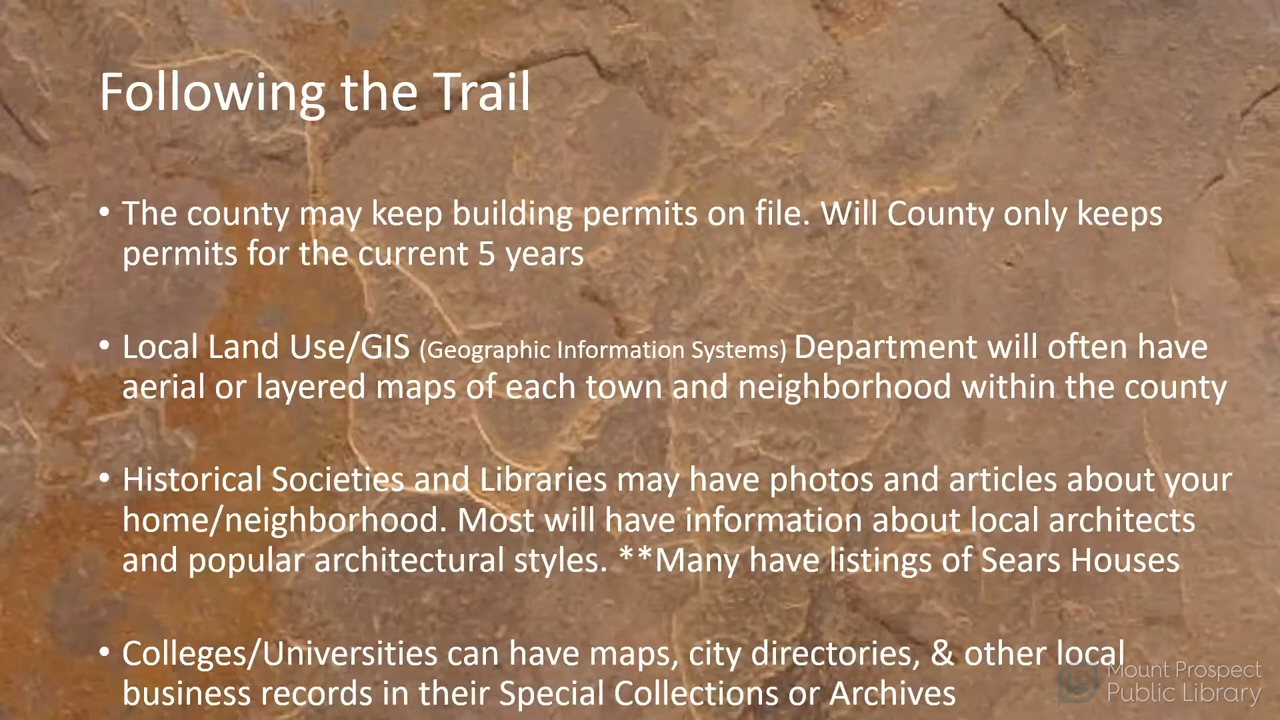 Following the Trail
• The county may keep building permits on file. Will County only keeps
permits for the current 5 years
• Local Land Use/GIS (Geographic Information Systems) Department will often have
aerial or layered maps of each town and neighborhood within the county
• Historical Societies and Libraries may have photos and articles about your
home/neighborhood. Most will have information about local architects
and popular architectural styles. **Many have listings of Sears Houses
• Colleges/Universities can have maps, city directories, & other local
business records in their Special Collections or Archives
Mount Prospect
Public Library